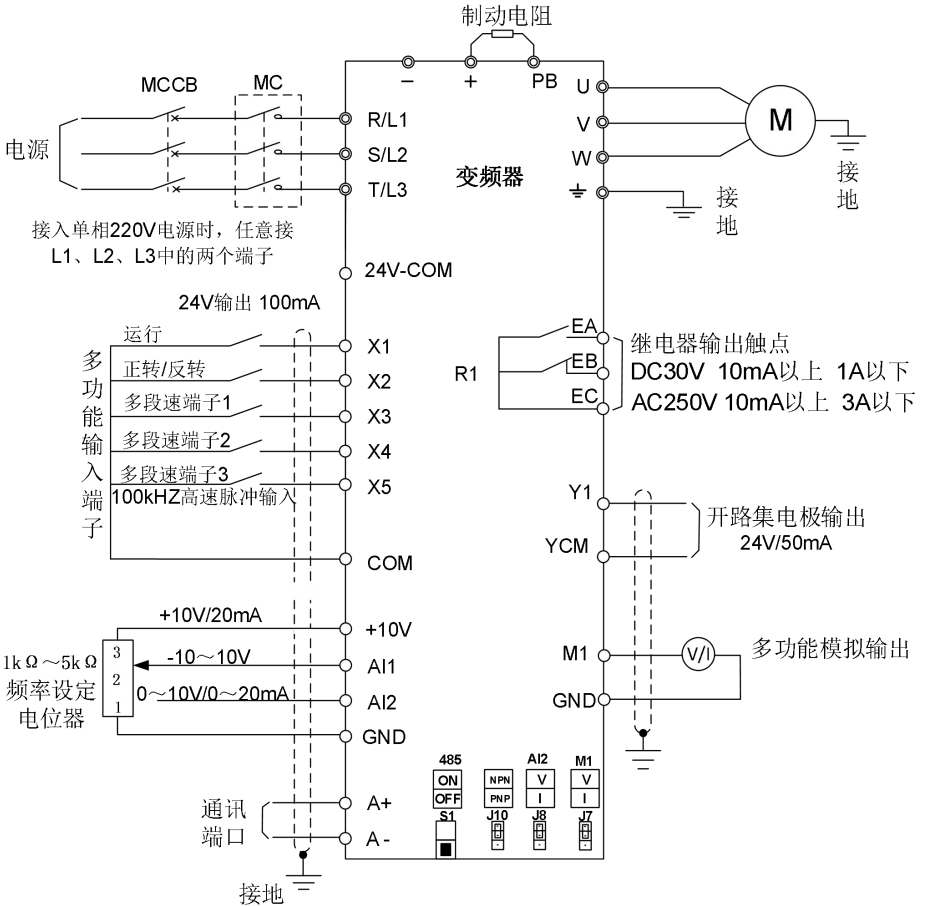 制动电阻
MCCB
MC
-
+
PB
电源
R/L1
S/L2
T/L3
变频器
U
V
W
M
接地
接地
接入单相220V电源时，任意接
L1、L2、L3中的两个端子
24V-COM
24V输出 100mA
多功能输入端子
运行
X1
正转/反转
X2
多段速端子1
X3
多段速端子2
X4
多段速端子3
X5
100kHZ高速脉冲输入
COM
R1
EA
EB
EC
继电器输出触点
DC30V 10mA以上 1A以下
AC250V 10mA以上 3A以下
Y1
YCM
开路集电极输出
24V/50mA
+10V/20mA
+10V
1kΩ～5kΩ
频率设定
电位器
3
2
1
-10～10V
AI1
0～10V/0～20mA
AI2
GND
M1
V/I
多功能模拟输出
GND
通讯
端口
A+
A-
接地
485
ON
OFF
S1
NPN
PNP
J10
AI2
V
I
J8
M1
V
I
J7